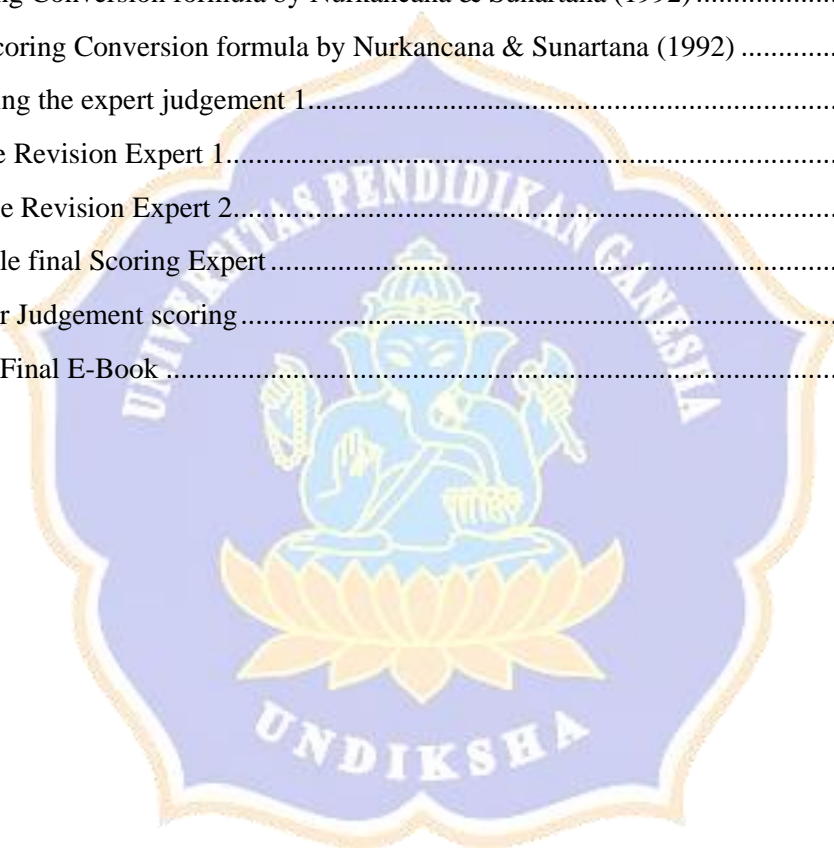 ng Conversion formula by Nurkancana & Sunartana (1992)
coring Conversion formula by Nurkancana & Sunartana (1992)
ing the expert judgement 1
e Revision Expert 1
e Revision Expert 2
le final Scoring Expert
r Judgement scoring
Final E-Book
UNIVERSITAS PENDIDIKAN GANESHA
UNDIKSHA